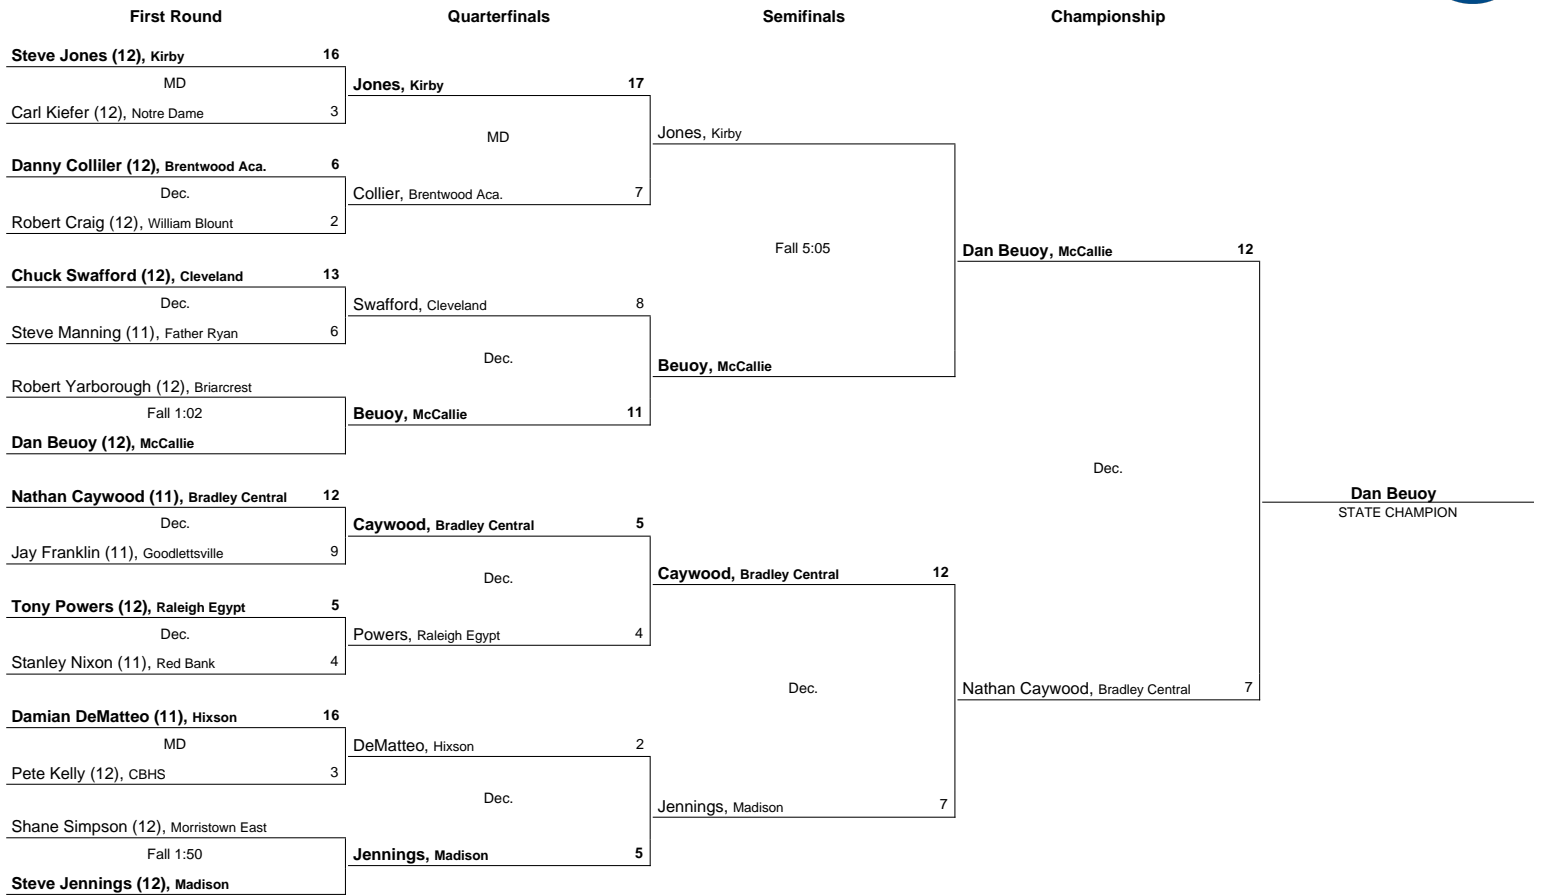 First Round Quarterfinals Semifinals Championship
Steve Jones (12), Kirby 16
MD
Carl Kiefer (12), Notre Dame 3
Danny Colliler (12), Brentwood Aca. 6
Dec.
Robert Craig (12), William Blount 2
Chuck Swafford (12), Cleveland 13
Dec.
Steve Manning (11), Father Ryan 6
Robert Yarborough (12), Briarcrest
Fall 1:02
Dan Beuoy (12), McCallie
Nathan Caywood (11), Bradley Central 12
Dec.
Jay Franklin (11), Goodlettsville 9
Tony Powers (12), Raleigh Egypt 5
Dec.
Stanley Nixon (11), Red Bank 4
Damian DeMatteo (11), Hixson 16
MD
Pete Kelly (12), CBHS 3
Shane Simpson (12), Morristown East
Fall 1:50
Steve Jennings (12), Madison
Jones, Kirby 17
MD
Collier, Brentwood Aca. 7
Swafford, Cleveland 8
Dec.
Beuoy, McCallie 11
Caywood, Bradley Central 5
Dec.
Powers, Raleigh Egypt 4
DeMatteo, Hixson 2
Dec.
Jennings, Madison 5
Jones, Kirby
Fall 5:05
Beuoy, McCallie
Caywood, Bradley Central 12
Dec.
Jennings, Madison 7
Dan Beuoy, McCallie 12
Dec.
Nathan Caywood, Bradley Central 7
Dan Beuoy
STATE CHAMPION